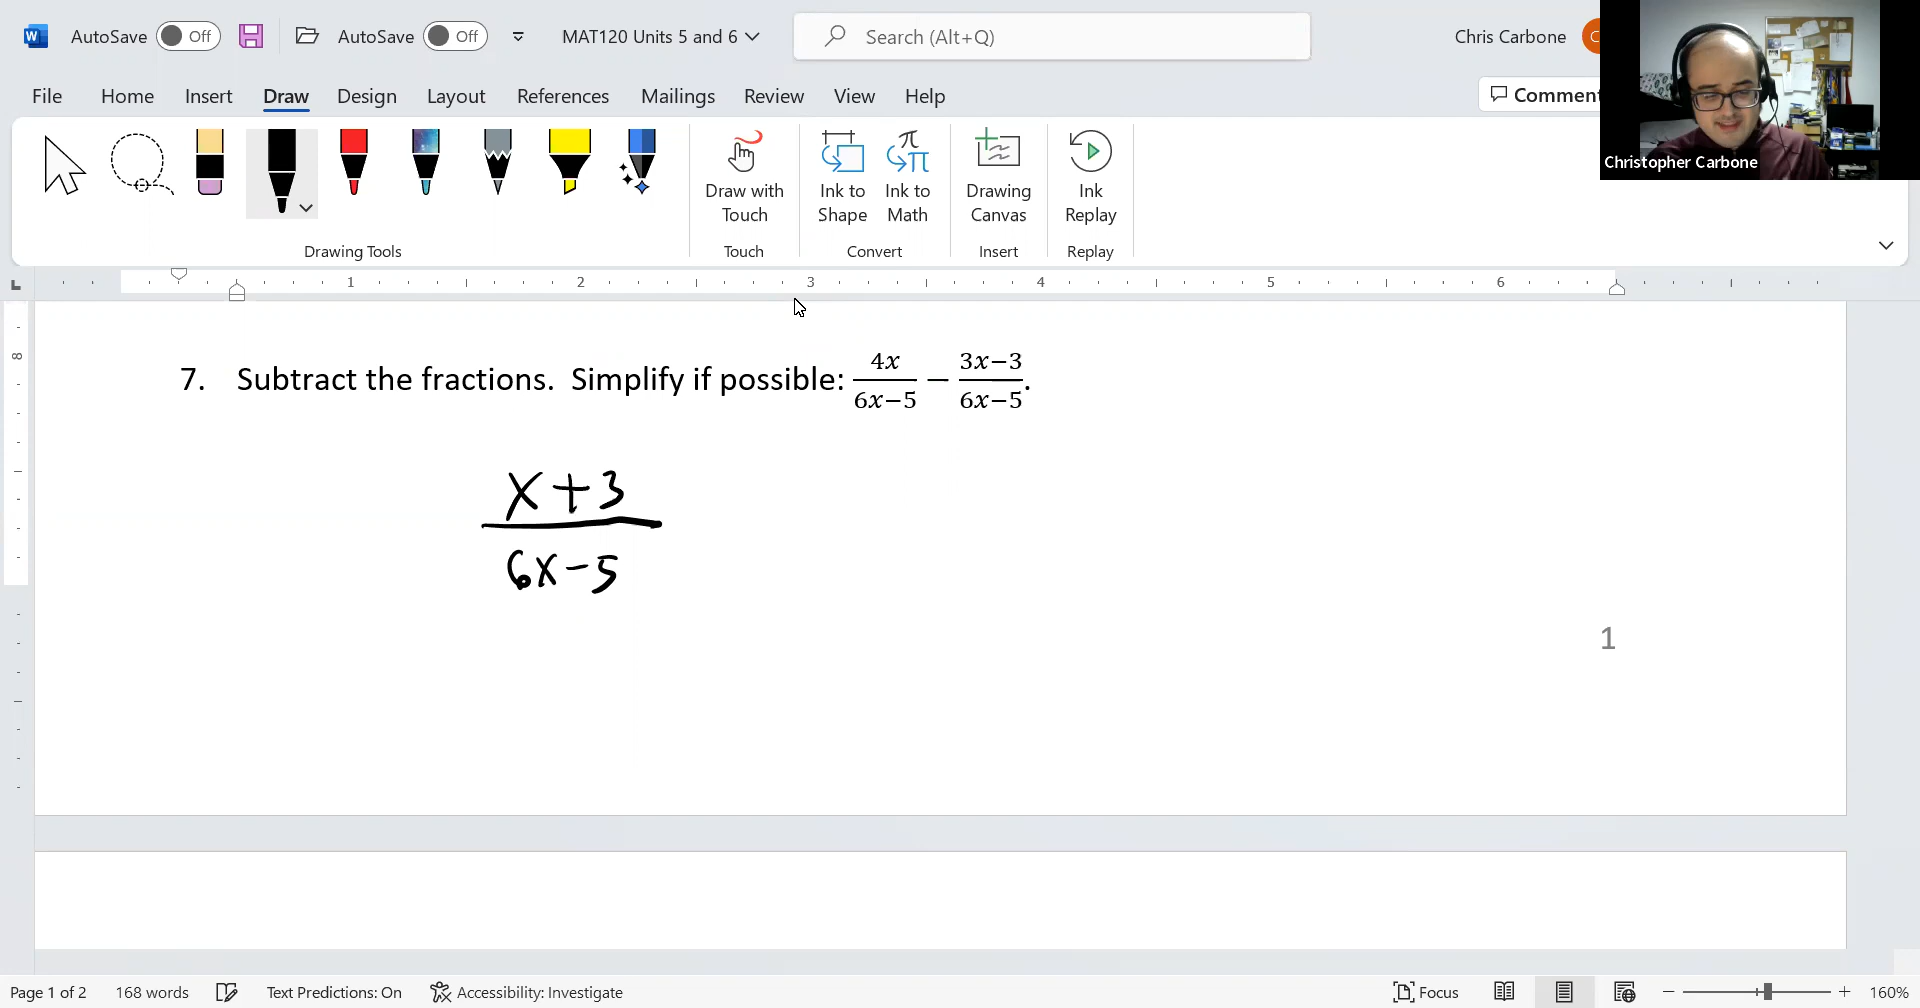 AutoSave Off AutoSave Off MAT120 Units 5 and 6 Search (Alt+Q) Chris Carbone
File Home Insert Draw Design Layout References Mailings Review View Help Comment
Christopher Carbone
Draw with Touch
Ink to Shape
Ink to Math
Drawing Canvas
Ink Replay
Drawing Tools Touch Convert Insert Replay
1 2 3 4 5 6
8
7. Subtract the fractions. Simplify if possible: 4x/6x−5 − 3x−3/6x−5.
x+3
6x-5
1
Page 1 of 2 168 words Text Predictions: On Accessibility: Investigate Focus 160%